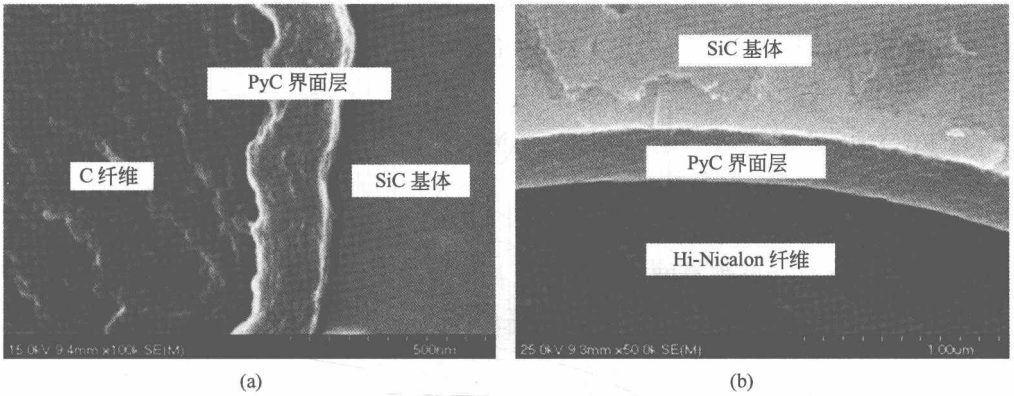 PyC 界面层
C 纤维
SiC 基体
15.0kV 9.4mm x100k SE(M)
500nm
(a)
SiC 基体
PyC 界面层
Hi-Nicalon 纤维
25.0kV 9.3mm x50.0k SE(M)
1.00um
(b)